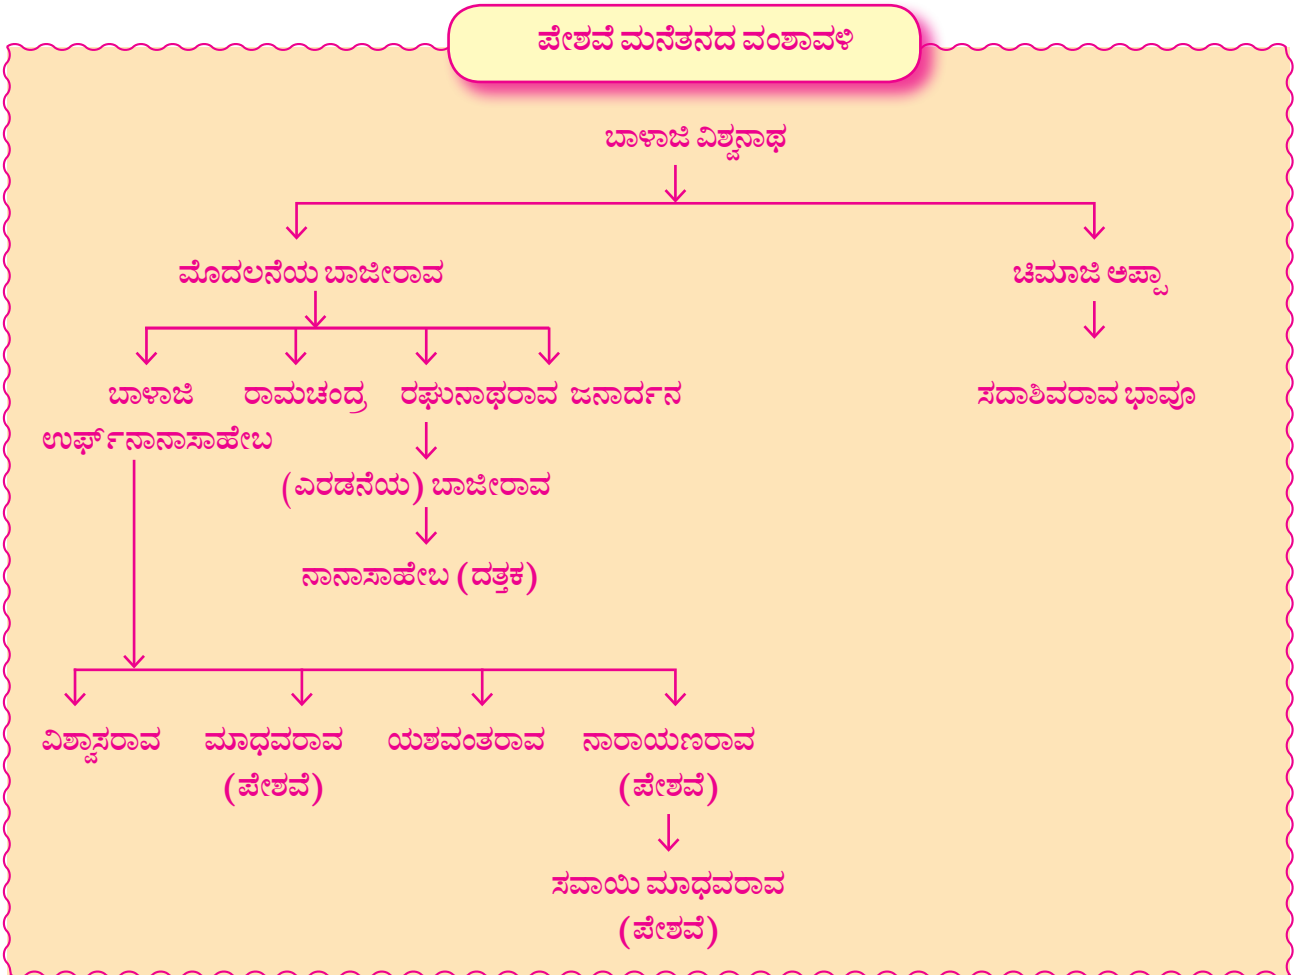 ಪೇಶವೆ ಮನೆತನದ ವಂಶಾವಳಿ
ಬಾಳಾಜಿ ವಿಶ್ವನಾಥ
ಮೊದಲನೆಯ ಬಾಜೀರಾವ ಚಿಮಾಜಿ ಅಪ್ಪಾ
ಬಾಳಾಜಿ ರಾಮಚಂದ್ರ ರಘುನಾಥರಾವ ಜನಾರ್ದನ ಸದಾಶಿವರಾವ ಭಾವೂ
ಉರ್ಫ್‌ನಾನಾಸಾಹೇಬ
(ಎರಡನೆಯ) ಬಾಜೀರಾವ
ನಾನಾಸಾಹೇಬ (ದತ್ತಕ)
ವಿಶ್ವಾಸರಾವ ಮಾಧವರಾವ ಯಶವಂತರಾವ ನಾರಾಯಣರಾವ
(ಪೇಶವೆ) (ಪೇಶವೆ)
ಸವಾಯಿ ಮಾಧವರಾವ
(ಪೇಶವೆ)